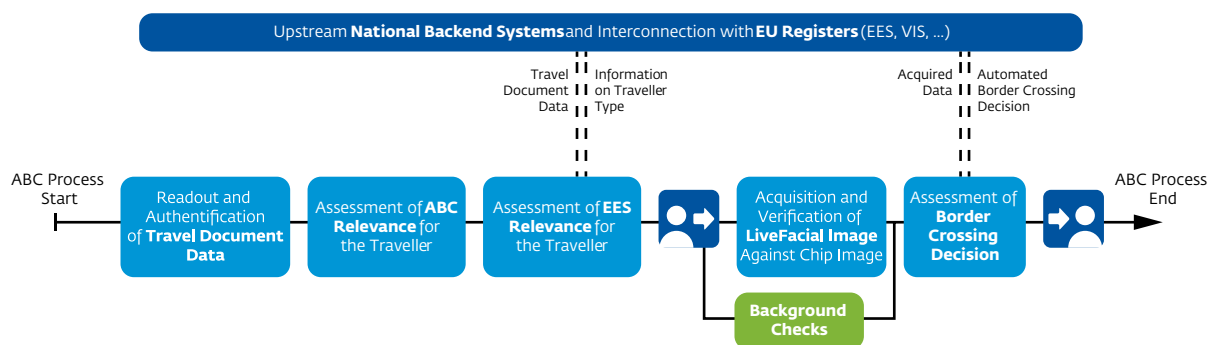 Upstream National Backend Systems and Interconnection with EU Registers (EES, VIS, ...)
Travel
Document
Data
Information
on Traveller
Type
Acquired
Data
Automated
Border Crossing
Decision
ABC Process
Start
Readout and
Authentification
of Travel Document
Data
Assessment of ABC
Relevance for
the Traveller
Assessment of EES
Relevance for
the Traveller
Acquisition and
Verification of
LiveFacial Image
Against Chip Image
Assessment of
Border
Crossing
Decision
ABC Process
End
Background
Checks